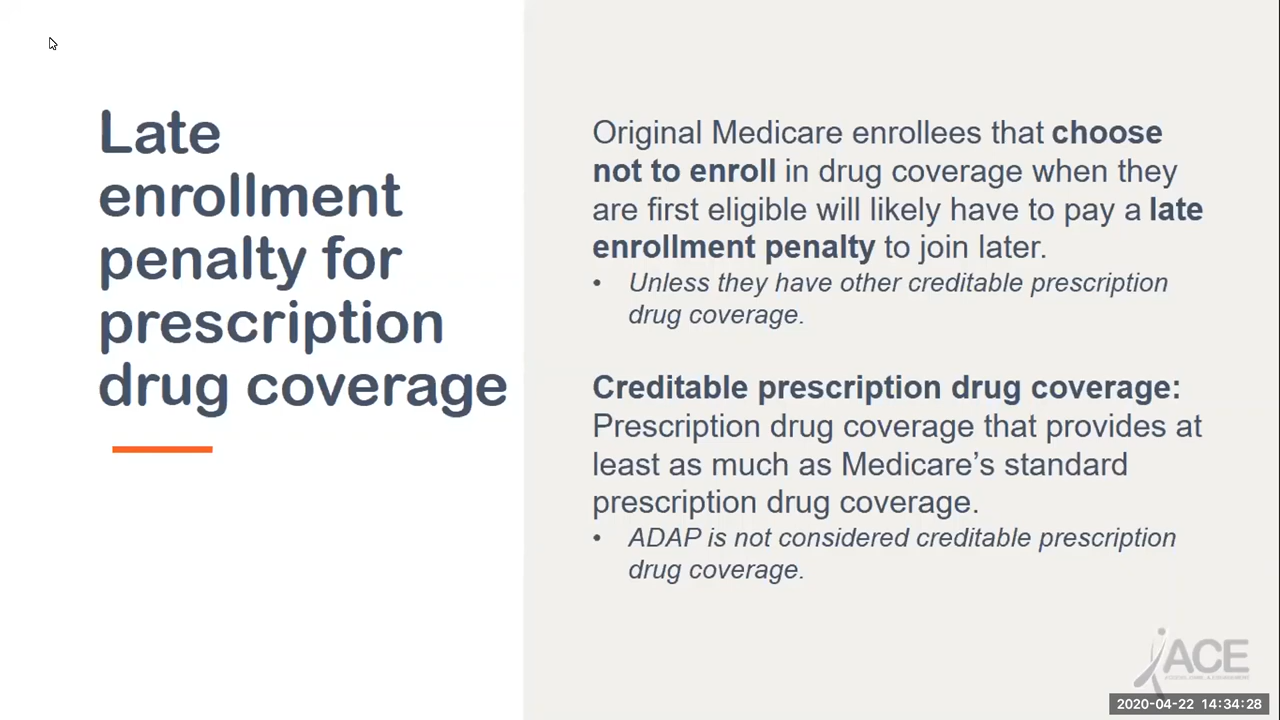 Late
enrollment
penalty for
prescription
drug coverage
Original Medicare enrollees that choose
not to enroll in drug coverage when they
are first eligible will likely have to pay a late
enrollment penalty to join later.
• Unless they have other creditable prescription
drug coverage.
Creditable prescription drug coverage:
Prescription drug coverage that provides at
least as much as Medicare’s standard
prescription drug coverage.
• ADAP is not considered creditable prescription
drug coverage.
ACE
2020-04-22 14:34:28